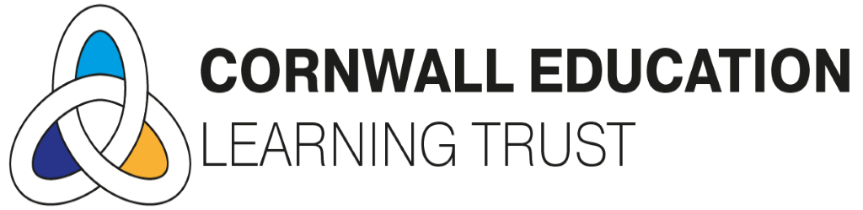 CORNWALL EDUCATION
LEARNING TRUST